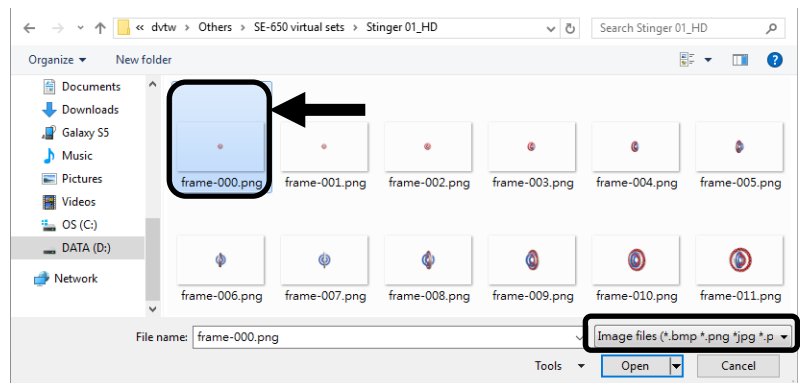 « dvtw > Others > SE-650 virtual sets > Stinger 01_HD
Search Stinger 01_HD
Organize
New folder
?
Documents
Downloads
Galaxy S5
Music
Pictures
Videos
OS (C:)
DATA (D:)
Network
frame-000.png frame-001.png frame-002.png frame-003.png frame-004.png frame-005.png
frame-006.png frame-007.png frame-008.png frame-009.png frame-010.png frame-011.png
File name: frame-000.png
Image files (*.bmp *.png *jpg *.p
Tools
Open
Cancel